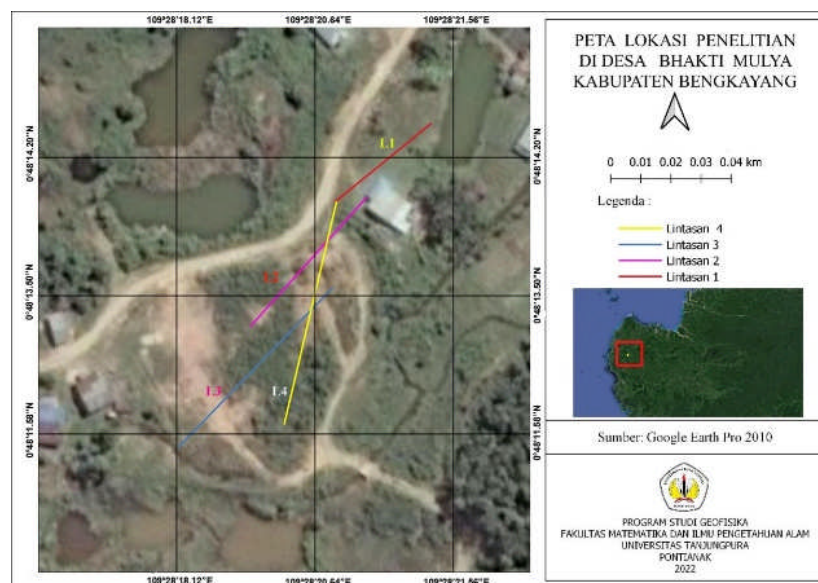 109°28'18.12"E
109°28'20.64"E
109°28'21.56"E
0°48'14.20"N
0°48'13.50"N
0°48'11.58"N
0°48'14.20"N
0°48'13.50"N
0°48'11.58"N
L1
L2
L3
L4
109°28'18.12"E
109°28'20.64"E
109°28'21.56"E
PETA LOKASI PENELITIAN
DI DESA BHAKTI MULYA
KABUPATEN BENGKAYANG
0 0.01 0.02 0.04 km
Legenda :
Lintasan 4
Lintasan 3
Lintasan 2
Lintasan 1
Sumber: Google Earth Pro 2010
PROGRAM STUDI GEOFISIKA
FAKULTAS MATEMATIKA DAN ILMU PENGETAHUAN ALAM
UNIVERSITAS TANJUNGPURA
PONTIANAK
2022